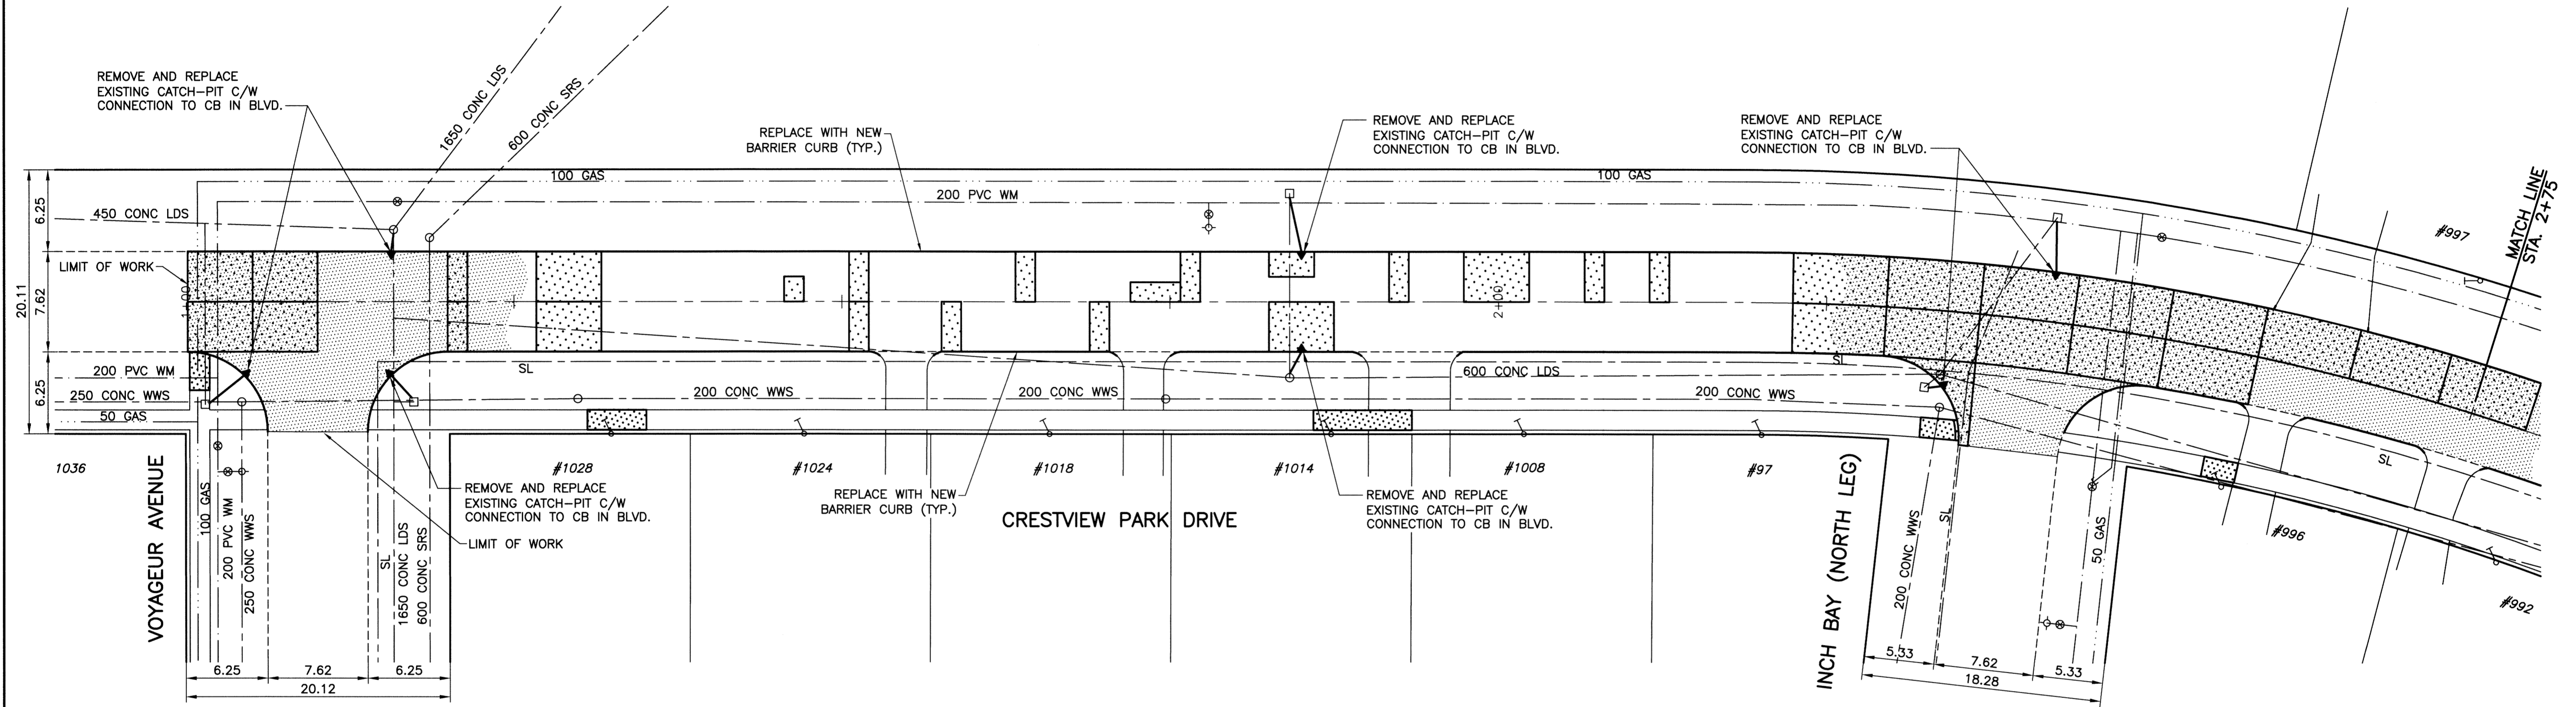 REMOVE AND REPLACE
EXISTING CATCH-PIT C/W
CONNECTION TO CB IN BLVD.
1650 CONC LDS
600 CONC SRS
REPLACE WITH NEW
BARRIER CURB (TYP.)
REMOVE AND REPLACE
EXISTING CATCH-PIT C/W
CONNECTION TO CB IN BLVD.
REMOVE AND REPLACE
EXISTING CATCH-PIT C/W
CONNECTION TO CB IN BLVD.
MATCH LINE
STA. 2+75
#997
100 GAS
100 GAS
200 PVC WM
450 CONC LDS
6.25
7.62
6.25
20.11
LIMIT OF WORK
1+00
2+00
SL
SL
SL
200 PVC WM
250 CONC WWS
50 GAS
200 CONC WWS
200 CONC WWS
600 CONC LDS
200 CONC WWS
1036
#1028
#1024
#1018
#1014
#1008
#97
#996
#992
VOYAGEUR AVENUE
100 GAS
200 PVC WM
250 CONC WWS
SL
1650 CONC LDS
600 CONC SRS
REMOVE AND REPLACE
EXISTING CATCH-PIT C/W
CONNECTION TO CB IN BLVD.
LIMIT OF WORK
REPLACE WITH NEW
BARRIER CURB (TYP.)
CRESTVIEW PARK DRIVE
REMOVE AND REPLACE
EXISTING CATCH-PIT C/W
CONNECTION TO CB IN BLVD.
INCH BAY (NORTH LEG)
200 CONC WWS
SL
50 GAS
6.25
7.62
6.25
20.12
5.33
7.62
5.33
18.28